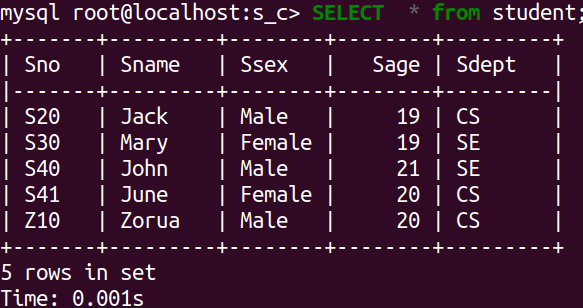 mysql root@localhost:s_c> SELECT  * from student;
+-------+---------+--------+--------+---------+
| Sno   | Sname   | Ssex   |   Sage | Sdept   |
|-------+---------+--------+--------+---------|
| S20   | Jack    | Male   |     19 | CS      |
| S30   | Mary    | Female |     19 | SE      |
| S40   | John    | Male   |     21 | SE      |
| S41   | June    | Female |     20 | CS      |
| Z10   | Zorua   | Male   |     20 | CS      |
+-------+---------+--------+--------+---------+
5 rows in set
Time: 0.001s